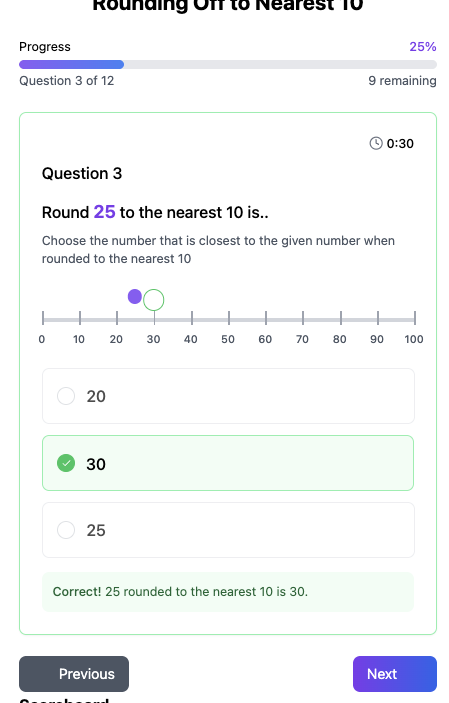 Rounding Off to Nearest 10
Progress
25%
Question 3 of 12
9 remaining
0:30
Question 3
Round 25 to the nearest 10 is..
Choose the number that is closest to the given number when
rounded to the nearest 10
0 10 20 30 40 50 60 70 80 90 100
20
30
25
Correct! 25 rounded to the nearest 10 is 30.
Previous
Next
Scoreboard